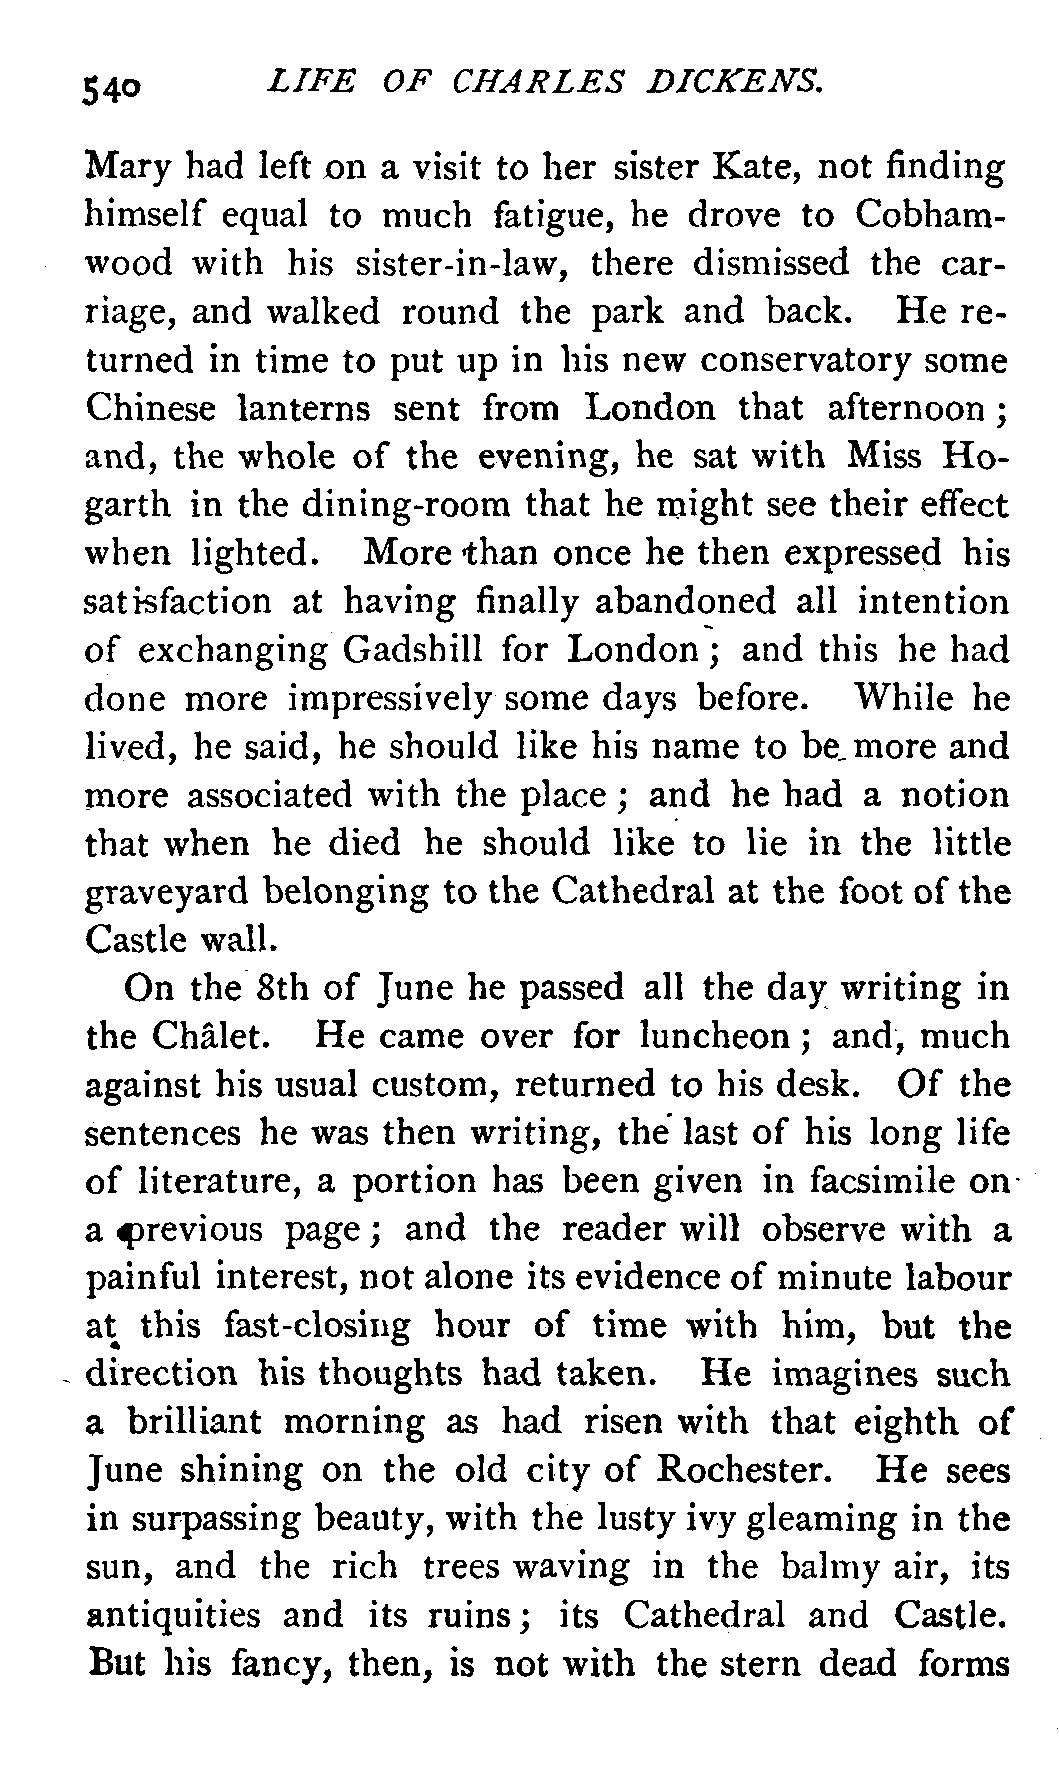 540 LIFE OF CHARLES DICKENS.
Mary had left on a visit to her sister Kate, not finding
himself equal to much fatigue, he drove to Cobham-
wood with his sister-in-law, there dismissed the car-
riage, and walked round the park and back. He re-
turned in time to put up in his new conservatory some
Chinese lanterns sent from London that afternoon ;
and, the whole of the evening, he sat with Miss Ho-
garth in the dining-room that he might see their effect
when lighted. More than once he then expressed his
satisfaction at having finally abandoned all intention
of exchanging Gadshill for London ; and this he had
done more impressively some days before. While he
lived, he said, he should like his name to be more and
more associated with the place ; and he had a notion
that when he died he should like to lie in the little
graveyard belonging to the Cathedral at the foot of the
Castle wall.
On the 8th of June he passed all the day writing in
the Châlet. He came over for luncheon ; and, much
against his usual custom, returned to his desk. Of the
sentences he was then writing, the last of his long life
of literature, a portion has been given in facsimile on
a previous page ; and the reader will observe with a
painful interest, not alone its evidence of minute labour
at this fast-closing hour of time with him, but the
direction his thoughts had taken. He imagines such
a brilliant morning as had risen with that eighth of
June shining on the old city of Rochester. He sees
in surpassing beauty, with the lusty ivy gleaming in the
sun, and the rich trees waving in the balmy air, its
antiquities and its ruins ; its Cathedral and Castle.
But his fancy, then, is not with the stern dead forms